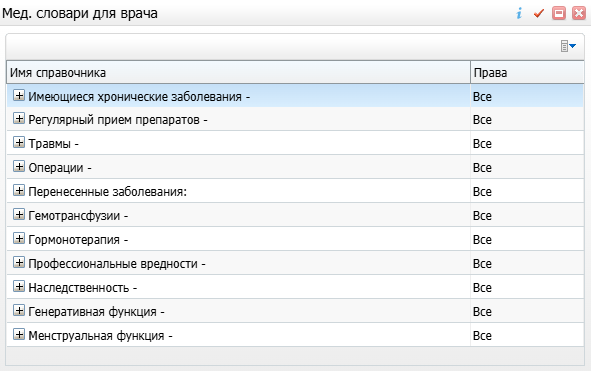 Мед. словари для врача
Имя справочника Права
Имеющиеся хронические заболевания - Все
Регулярный прием препаратов - Все
Травмы - Все
Операции - Все
Перенесенные заболевания: Все
Гемотрансфузии - Все
Гормонотерапия - Все
Профессиональные вредности - Все
Наследственность - Все
Генеративная функция - Все
Менструальная функция - Все